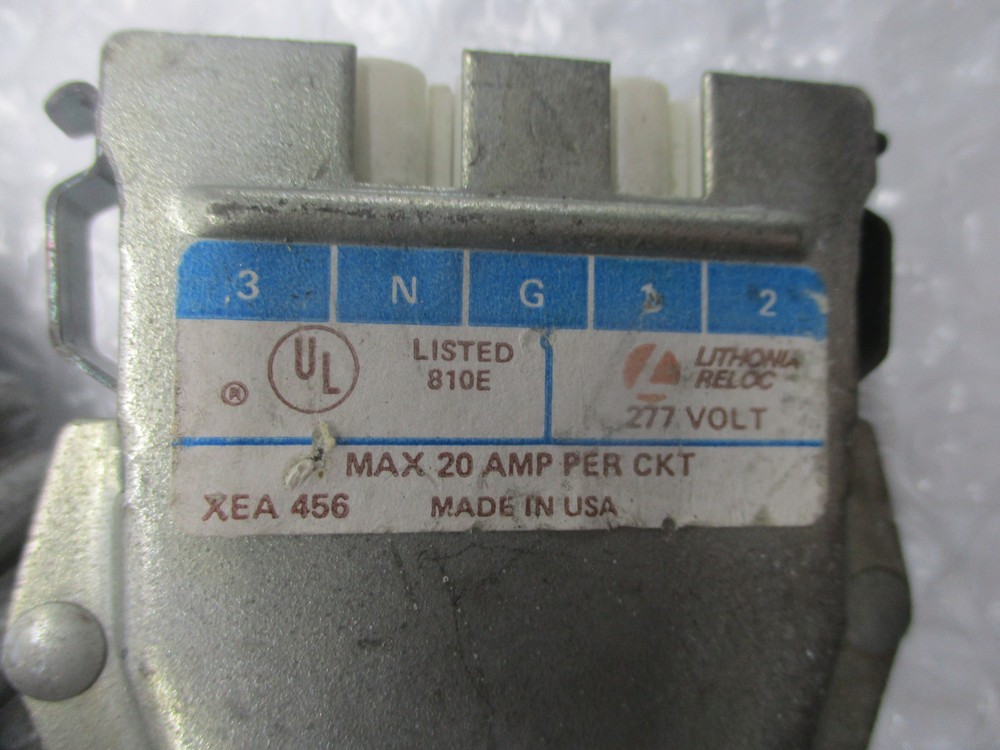 3 N G 1 2
UL ®
LISTED
810E
LITHONIA
RELOC
277 VOLT
MAX 20 AMP PER CKT
XEA 456 MADE IN USA